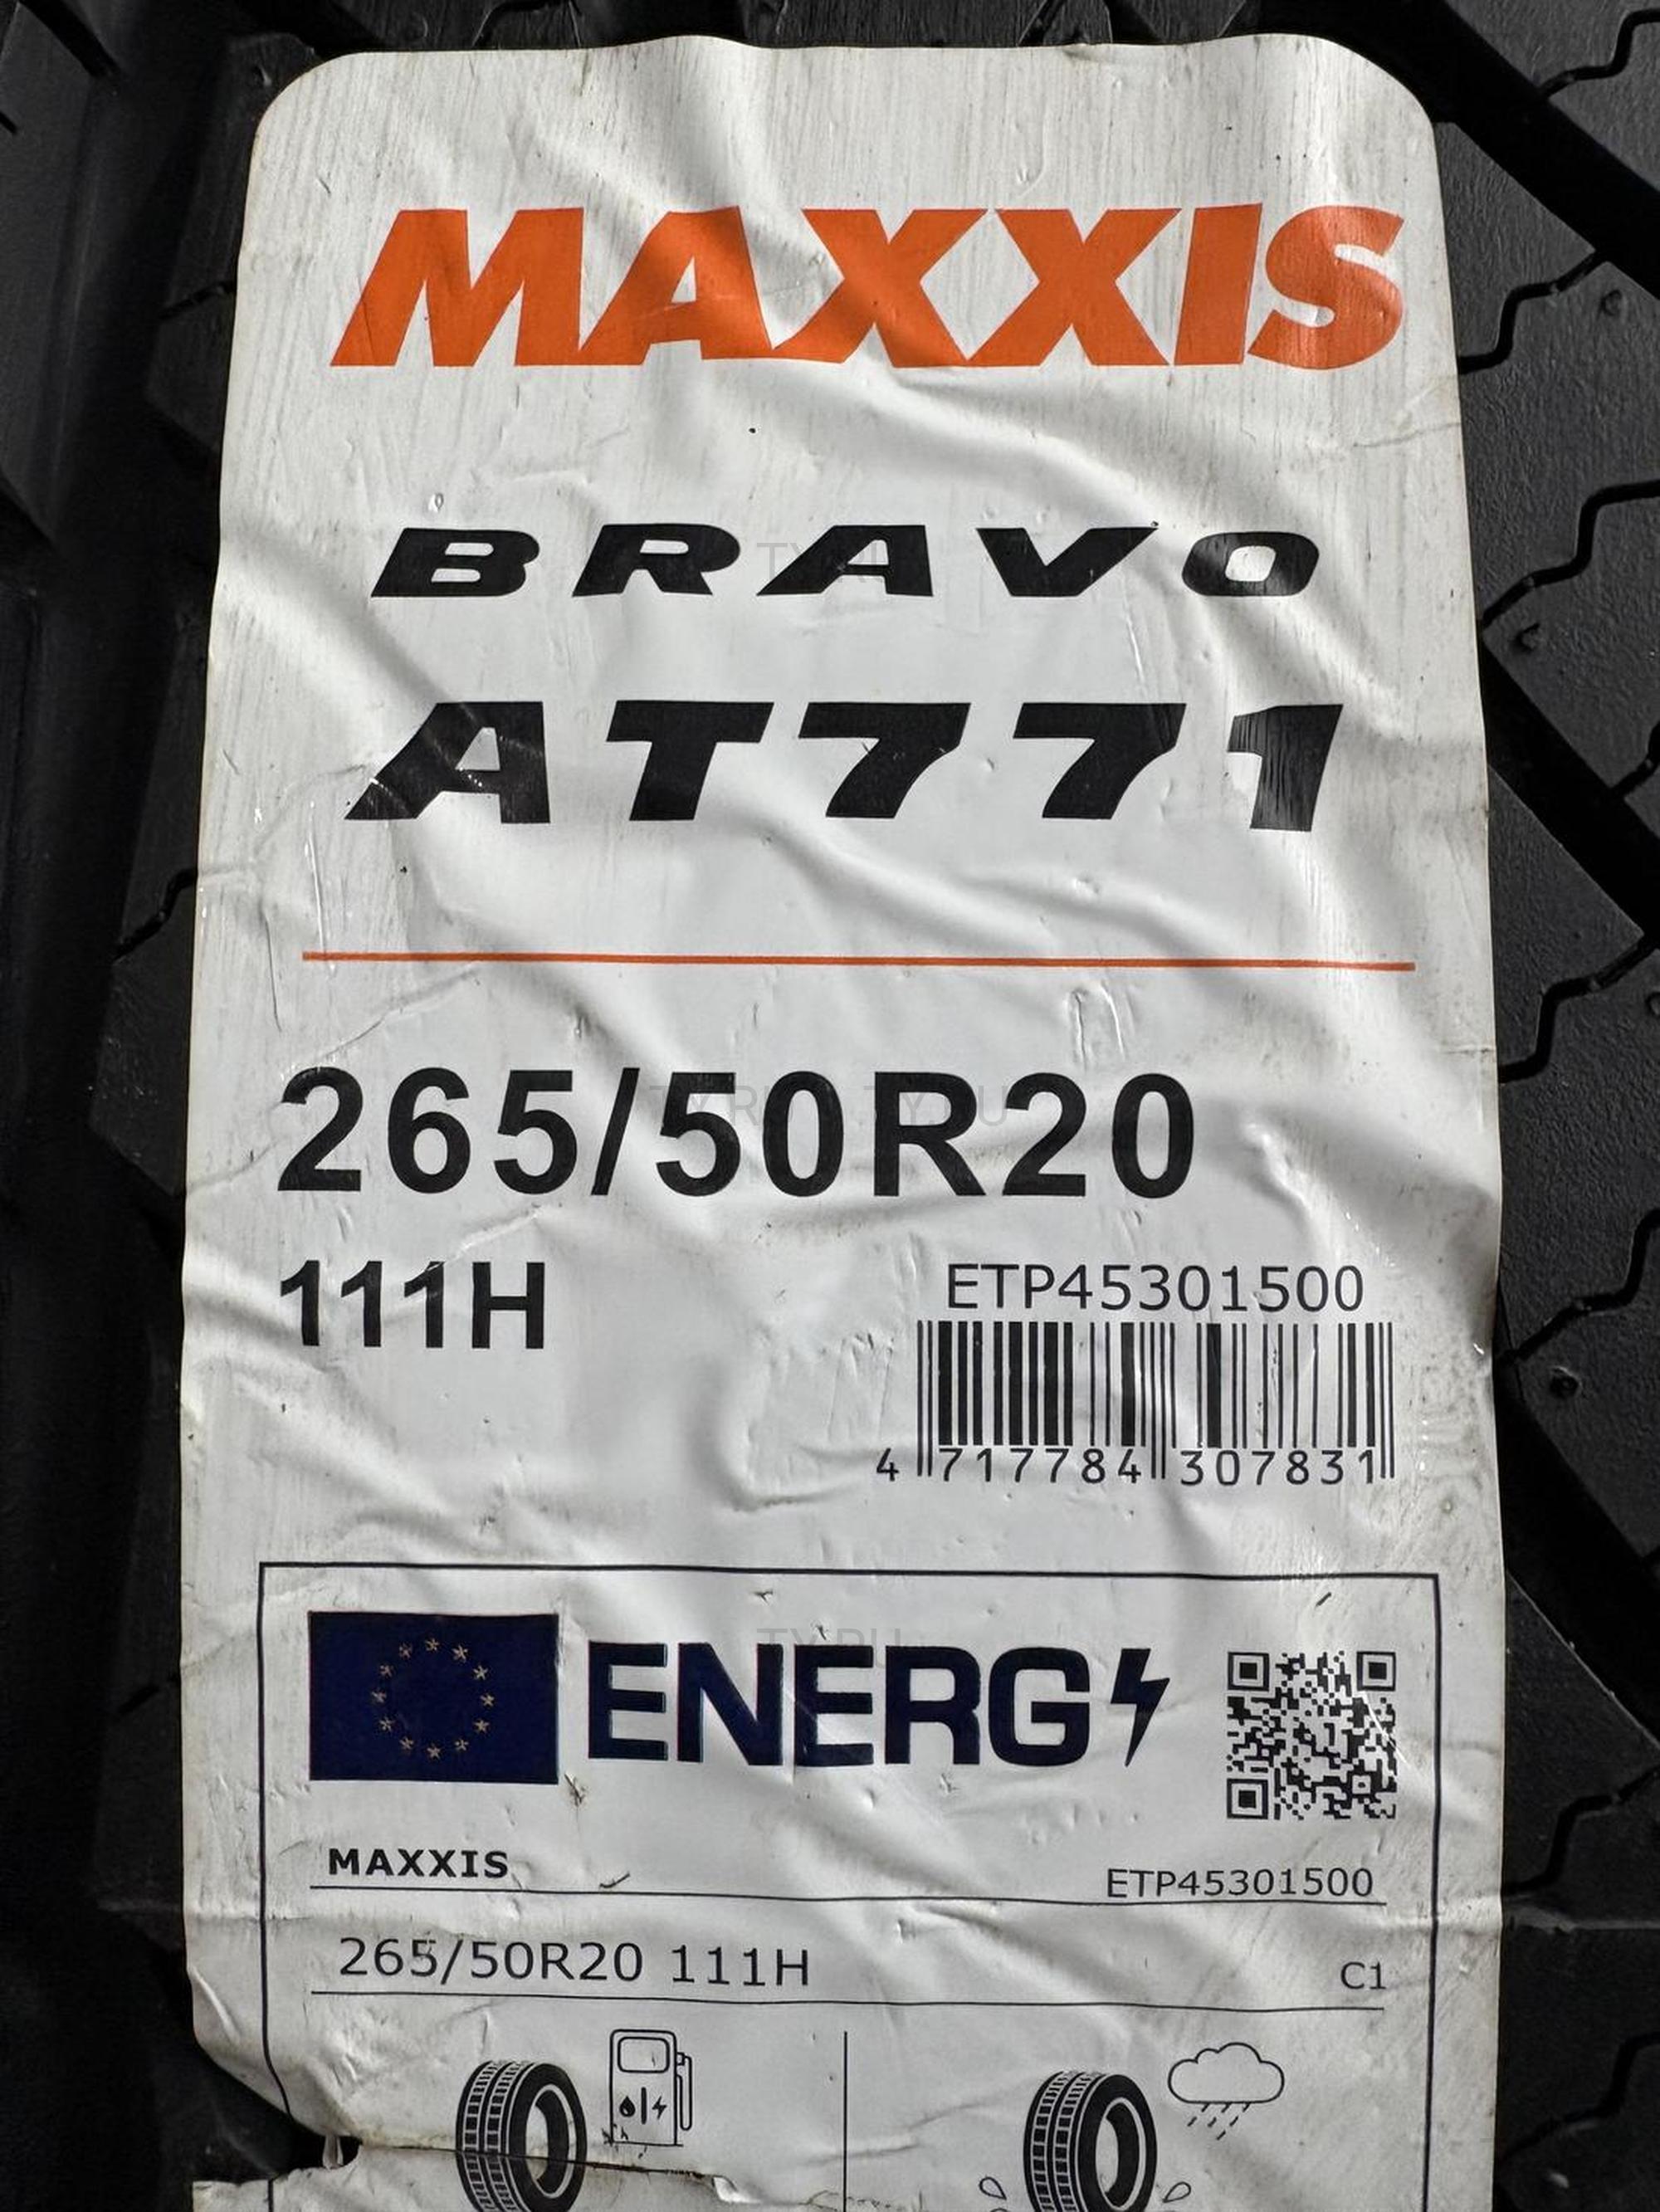 MAXXIS
BRAVO
AT771
265/50R20
111H
ETP45301500
4 717784 307831
ENERG
MAXXIS
ETP45301500
265/50R20 111H
C1